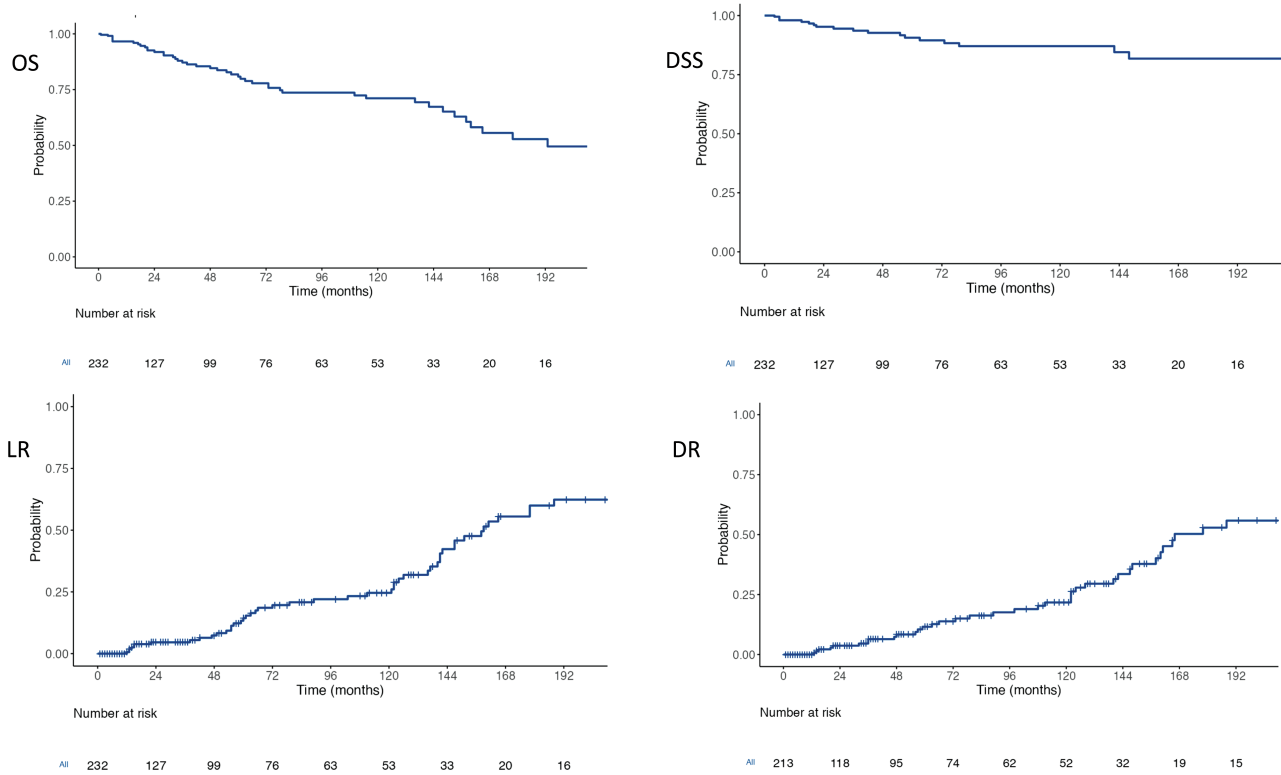 OS
Probability
1.00
0.75
0.50
0.25
0.00
0 24 48 72 96 120 144 168 192
Time (months)
Number at risk
All 232 127 99 76 63 53 33 20 16
DSS
Probability
1.00
0.75
0.50
0.25
0.00
0 24 48 72 96 120 144 168 192
Time (months)
Number at risk
All 232 127 99 76 63 53 33 20 16
LR
Probability
1.00
0.75
0.50
0.25
0.00
0 24 48 72 96 120 144 168 192
Time (months)
Number at risk
All 232 127 99 76 63 53 33 20 16
DR
Probability
1.00
0.75
0.50
0.25
0.00
0 24 48 72 96 120 144 168 192
Time (months)
Number at risk
All 213 118 95 74 62 52 32 19 15